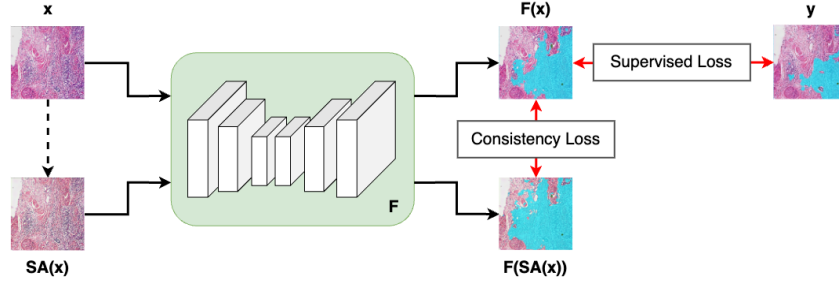 x
F(x)
y
Supervised Loss
Consistency Loss
F
SA(x)
F(SA(x))